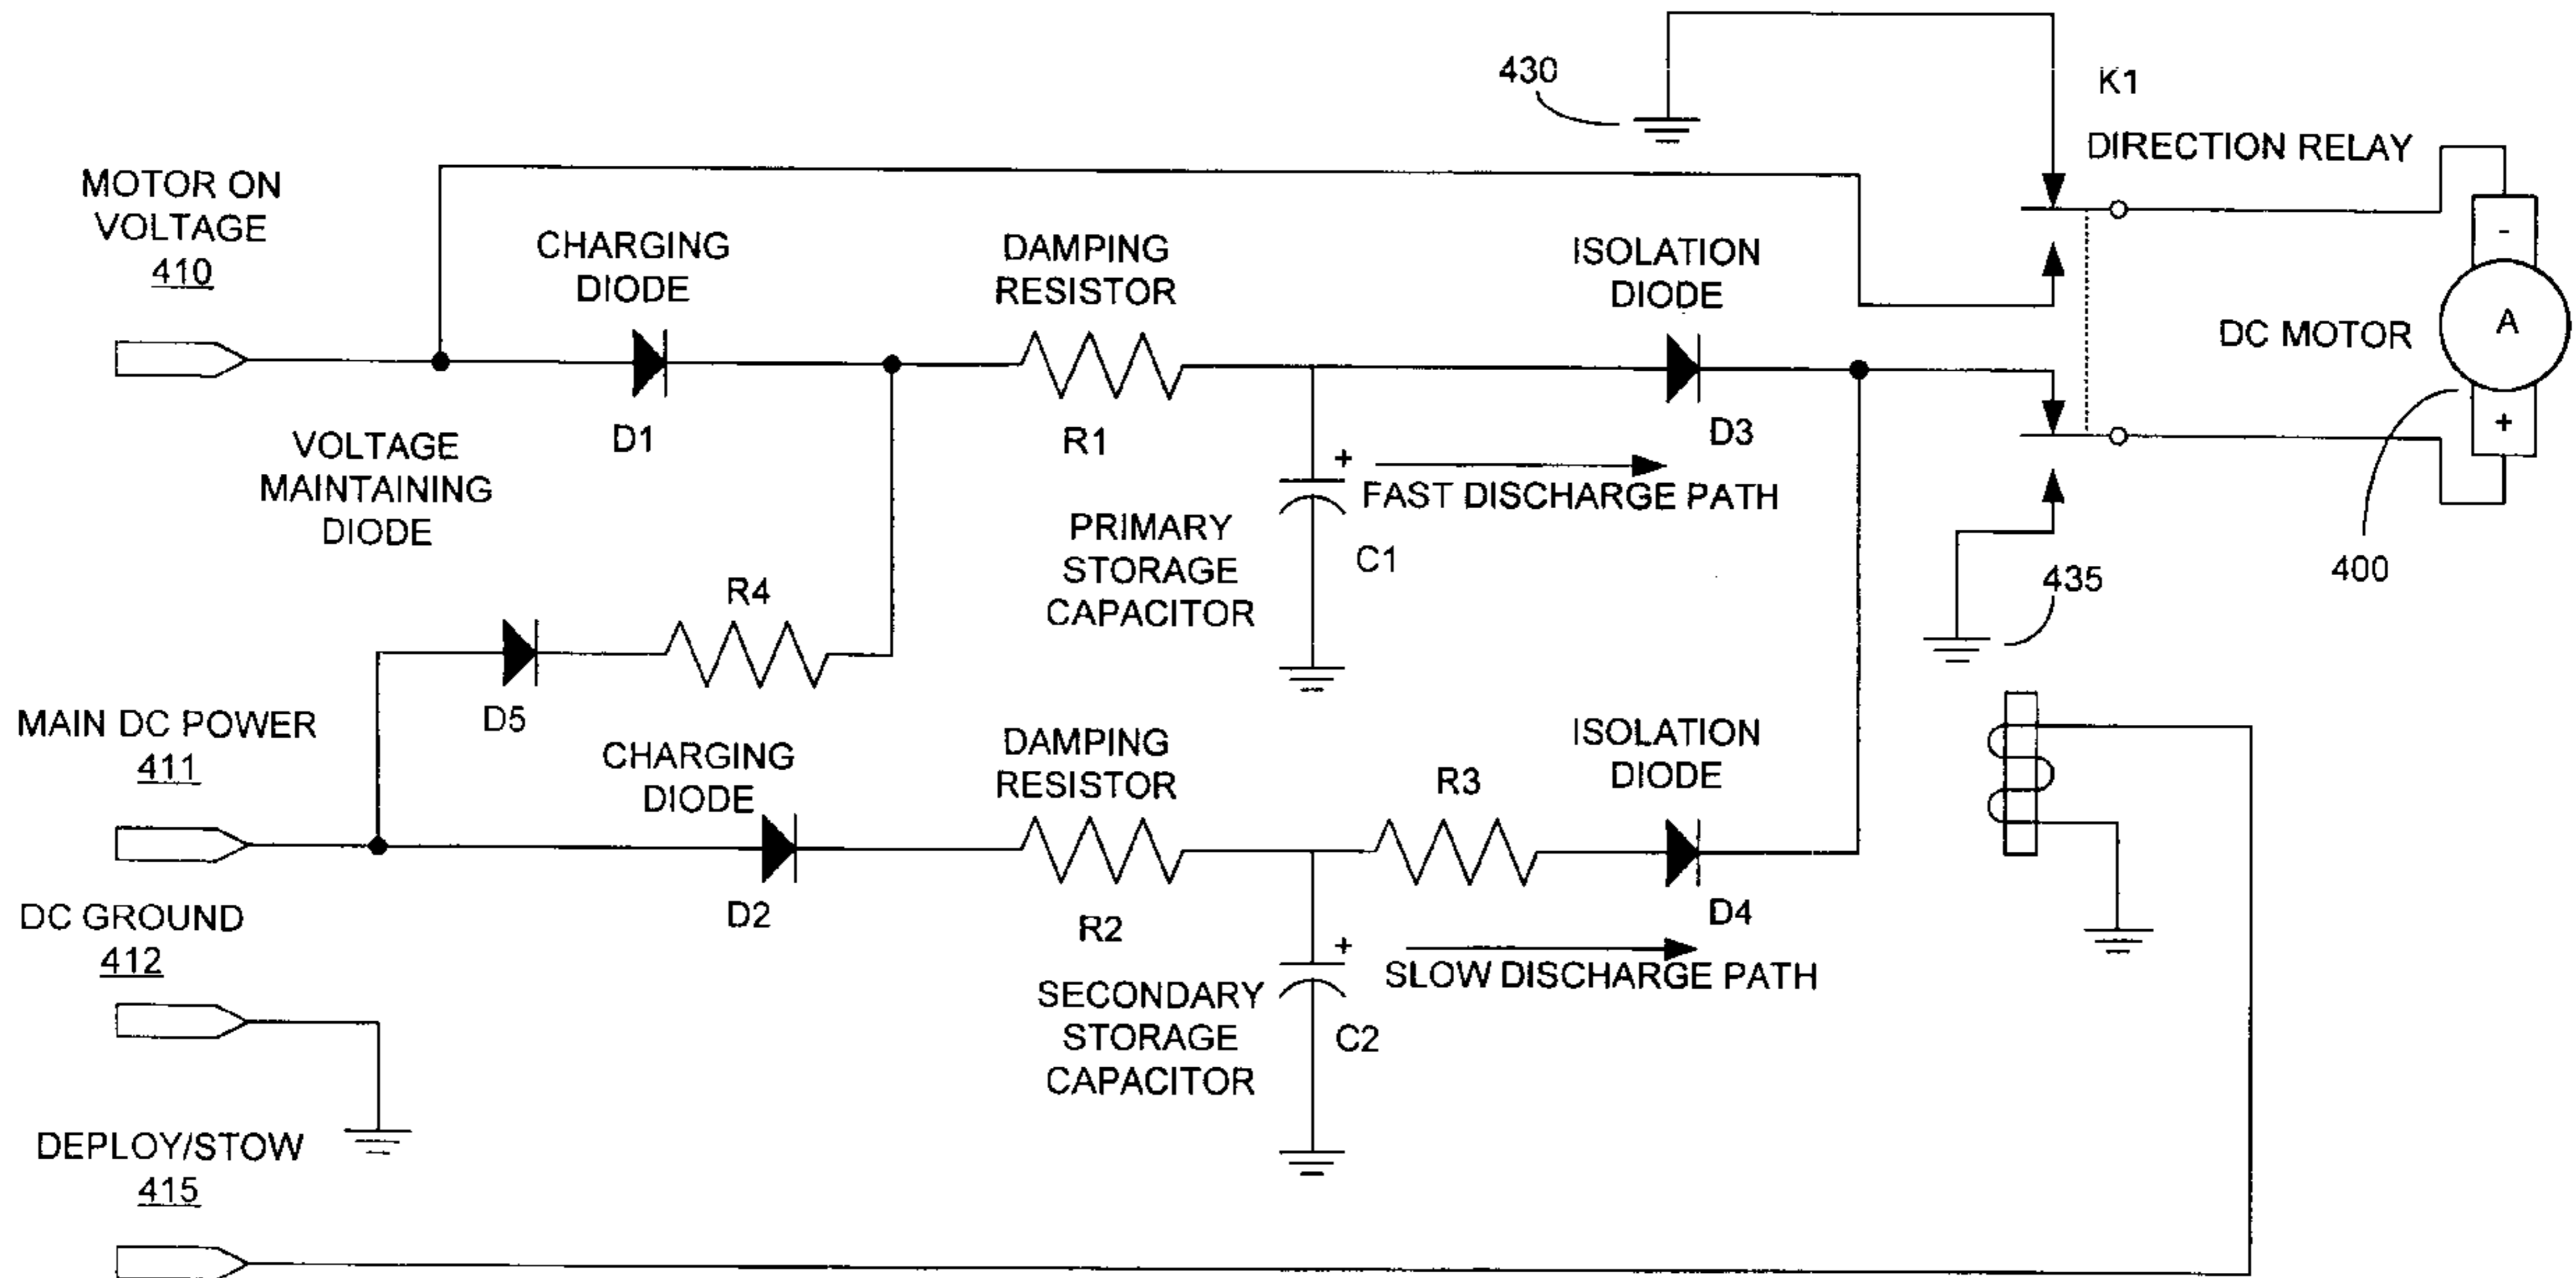 430
K1
DIRECTION RELAY
MOTOR ON
VOLTAGE
410
CHARGING
DIODE
DAMPING
RESISTOR
ISOLATION
DIODE
-
A
+
DC MOTOR
D1
R1
D3
VOLTAGE
MAINTAINING
DIODE
+
FAST DISCHARGE PATH
PRIMARY
STORAGE
CAPACITOR
C1
400
435
R4
D5
MAIN DC POWER
411
CHARGING
DIODE
DAMPING
RESISTOR
R3
ISOLATION
DIODE
D2
R2
D4
DC GROUND
412
+
SLOW DISCHARGE PATH
SECONDARY
STORAGE
CAPACITOR
C2
DEPLOY/STOW
415